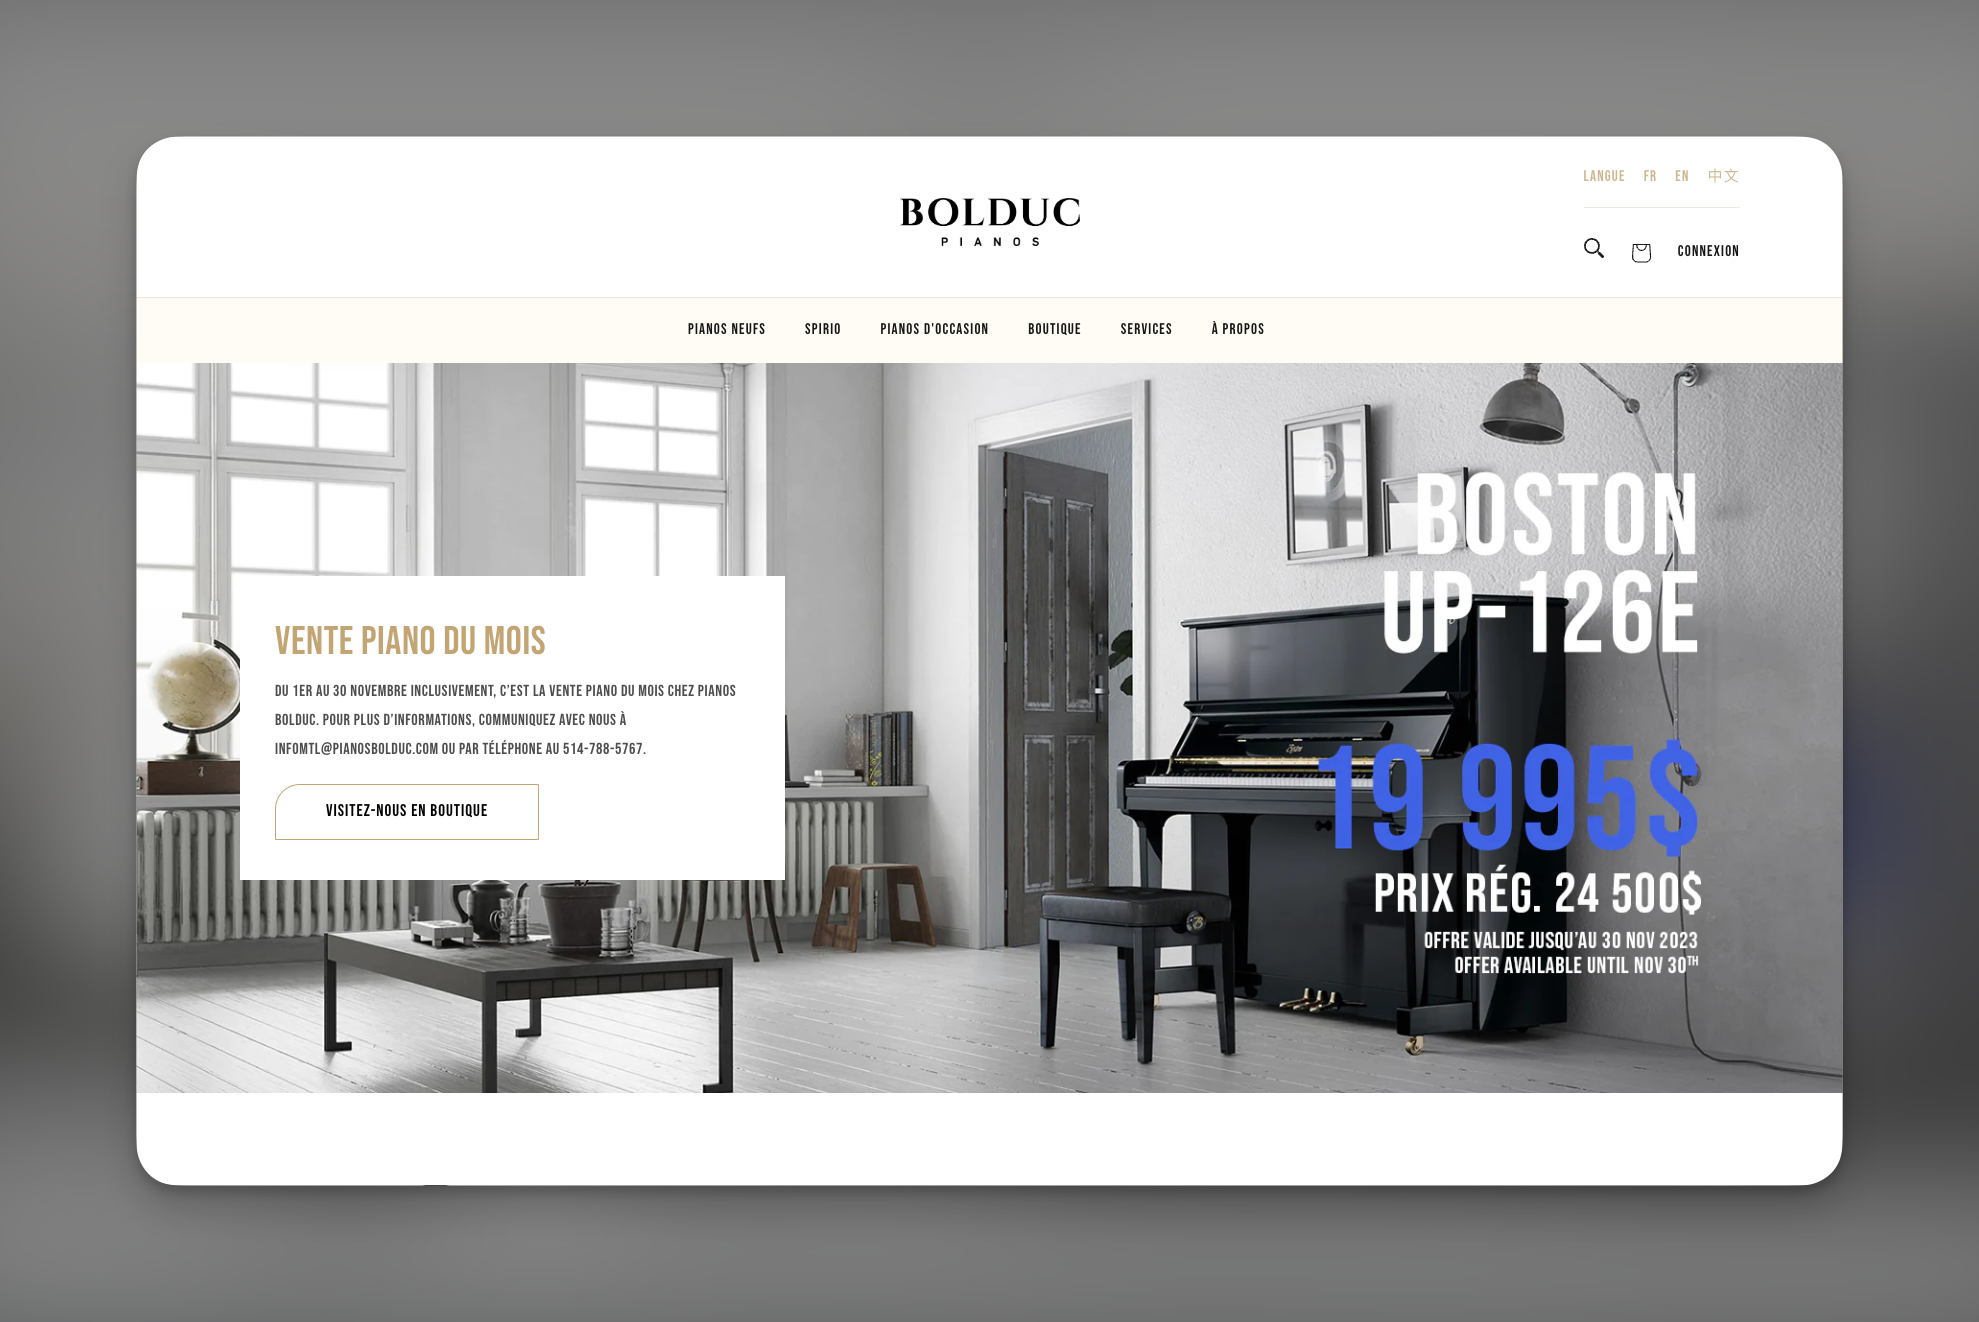 LANGUE FR EN 中文
BOLDUC
PIANOS
CONNEXION
PIANOS NEUFS SPIRIO PIANOS D'OCCASION BOUTIQUE SERVICES À PROPOS
BOSTON
UP-126E
VENTE PIANO DU MOIS
DU 1ER AU 30 NOVEMBRE INCLUSIVEMENT, C'EST LA VENTE PIANO DU MOIS CHEZ PIANOS
BOLDUC. POUR PLUS D'INFORMATIONS, COMMUNIQUEZ AVEC NOUS À
INFOMTL@PIANOSBOLDUC.COM OU PAR TÉLÉPHONE AU 514-788-5767.
VISITEZ-NOUS EN BOUTIQUE
Boston
19 995$
PRIX RÉG. 24 500$
OFFRE VALIDE JUSQU'AU 30 NOV 2023
OFFER AVAILABLE UNTIL NOV 30TH